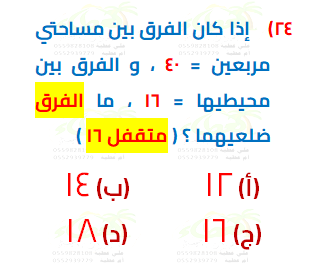 ٢٤) إذا كان الفرق بين مساحتي
مربعين = ٤٠ ، و الفرق بين
محيطيها = ١٦ ، ما الفرق
ضلعيهما ؟ ( متقفل ١٦ )
(أ) ١٢ (ب) ١٤
(ج) ١٦ (د) ١٨